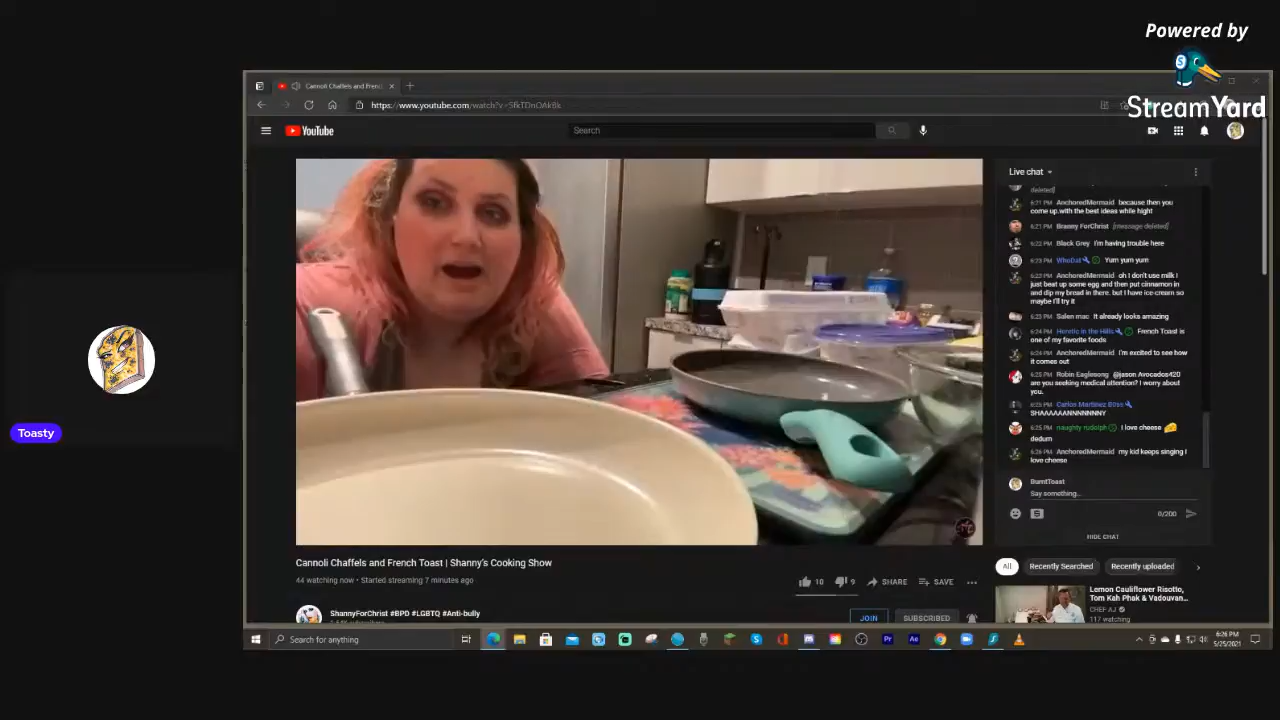 Powered by
StreamYard
Cannoli Chaffels and Frenc
https://www.youtube.com/watch?v=
YouTube
Search
Live chat
deleted]
6:21 PM AnchoredMermaid because then you
come up with the best ideas while hight
6:21 PM Branny ForChrist [message deleted]
6:22 PM Black Grey I'm having trouble here
6:23 PM WhoDat Yum yum yum
6:23 PM AnchoredMermaid oh I don't use milk I
just beat up some egg and then put cinnamon in
and dip my bread in there. but I have ice cream so
maybe I'll try it
6:23 PM Salen mac It already looks amazing
6:24 PM Heretic in the Hills French Toast is
one of my favorite foods
6:24 PM AnchoredMermaid I'm excited to see how
it comes out
6:25 PM Robin Eaglesong @jason Avocados420
are you seeking medical attention? I worry about
you.
6:25 PM Carlos Martinez Boss
SHAAAAAANNNNNNNY
6:25 PM naughty rudolph I love cheese
dedum
6:26 PM AnchoredMermaid my kid keeps singing I
love cheese
BurntToast
Say something...
0/200
HIDE CHAT
Toasty
Cannoli Chaffels and French Toast | Shanny's Cooking Show
44 watching now • Started streaming 7 minutes ago
10
9
SHARE
SAVE
All
Recently Searched
Recently uploaded
Lemon Cauliflower Risotto,
Tom Kah Phak & Vadouvan...
CHEF AJ
117 watching
ShannyForChrist #BPD #LGBTQ #Anti-bully
JOIN
SUBSCRIBED
Search for anything
6:26 PM
5/25/2021